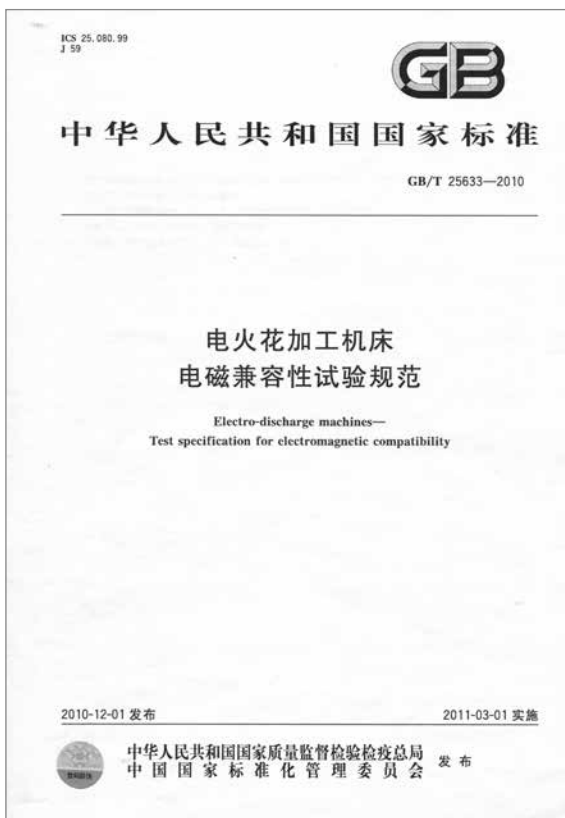 ICS 25.080.99
J 59
GB
中华人民共和国国家标准
GB/T 25633—2010
电火花加工机床
电磁兼容性试验规范
Electro-discharge machines—
Test specification for electromagnetic compatibility
2010-12-01 发布
2011-03-01 实施
中华人民共和国国家质量监督检验检疫总局
中国国家标准化管理委员会
发布